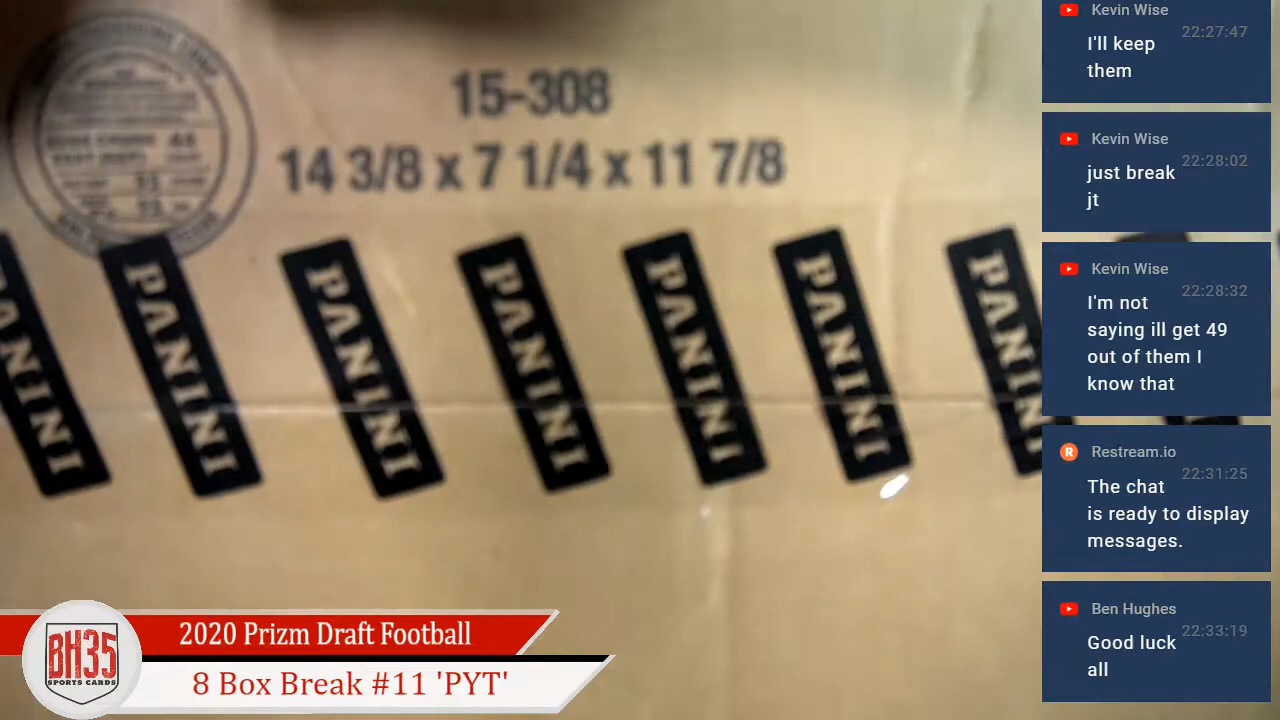 15-308
14 3/8 x 7 1/4 x 11 7/8
PANINI
PANINI
PANINI
PANINI
PANINI
PANINI
PANINI
2020 Prizm Draft Football
8 Box Break #11 'PYT'
BH35
SPORTS CARDS
Kevin Wise
22:27:47
I'll keep
them
Kevin Wise
22:28:02
just break
jt
Kevin Wise
22:28:32
I'm not
saying ill get 49
out of them I
know that
Restream.io
22:31:25
The chat
is ready to display
messages.
Ben Hughes
22:33:19
Good luck
all